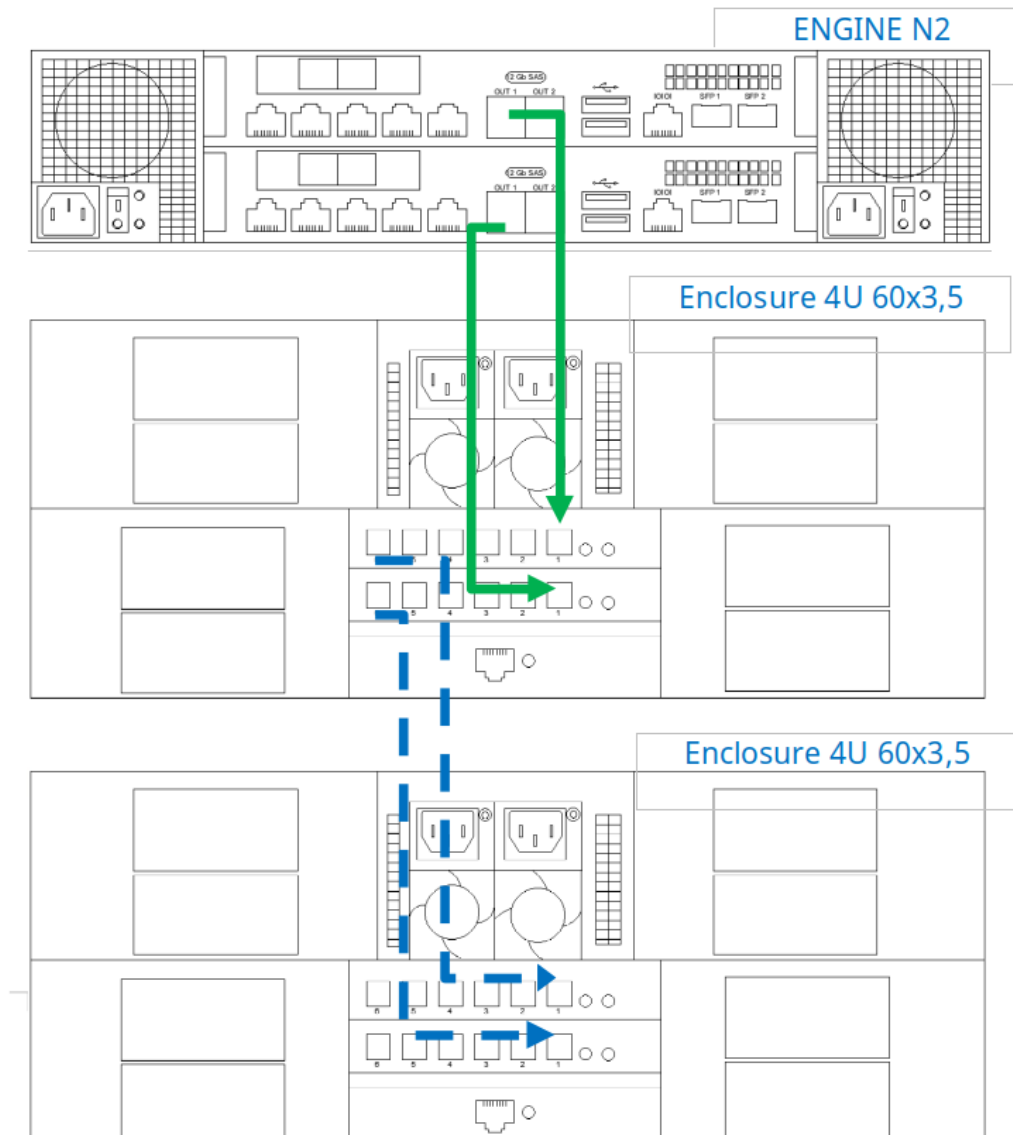 ENGINE N2
12 Gb SAS
OUT 1 OUT 2
IOIOI SFP 1 SFP 2
12 Gb SAS
OUT 1 OUT 2
IOIOI SFP 1 SFP 2
Enclosure 4U 60x3,5
3 2 1
5 4 3 2 1
Enclosure 4U 60x3,5
6 5 4 3 2 1
6 5 4 3 2 1